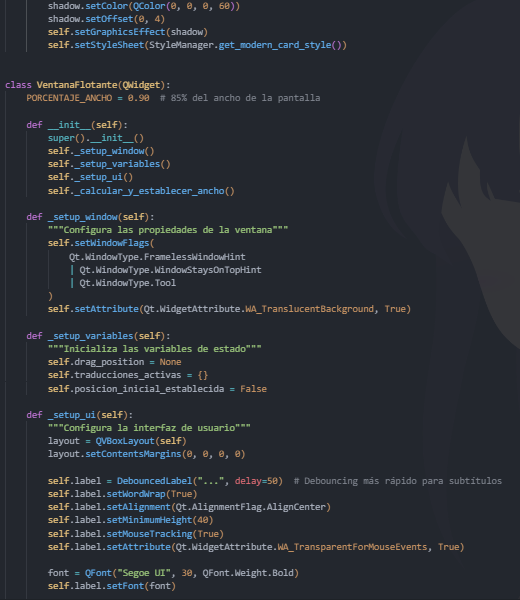 shadow.setColor(QColor(0, 0, 0, 60))
shadow.setOffset(0, 4)
self.setGraphicsEffect(shadow)
self.setStyleSheet(StyleManager.get_modern_card_style())
class VentanaFlotante(QWidget):
PORCENTAJE_ANCHO = 0.90  # 85% del ancho de la pantalla
def __init__(self):
super().__init__()
self._setup_window()
self._setup_variables()
self._setup_ui()
self._calcular_y_establecer_ancho()
def _setup_window(self):
"""Configura las propiedades de la ventana"""
self.setWindowFlags(
Qt.WindowType.FramelessWindowHint
| Qt.WindowType.WindowStaysOnTopHint
| Qt.WindowType.Tool
)
self.setAttribute(Qt.WidgetAttribute.WA_TranslucentBackground, True)
def _setup_variables(self):
"""Inicializa las variables de estado"""
self.drag_position = None
self.traducciones_activas = {}
self.posicion_inicial_establecida = False
def _setup_ui(self):
"""Configura la interfaz de usuario"""
layout = QVBoxLayout(self)
layout.setContentsMargins(0, 0, 0, 0)
self.label = DebouncedLabel("...", delay=50)  # Debouncing más rápido para subtítulos
self.label.setWordWrap(True)
self.label.setAlignment(Qt.AlignmentFlag.AlignCenter)
self.label.setMinimumHeight(40)
self.label.setMouseTracking(True)
self.label.setAttribute(Qt.WidgetAttribute.WA_TransparentForMouseEvents, True)
font = QFont("Segoe UI", 30, QFont.Weight.Bold)
self.label.setFont(font)